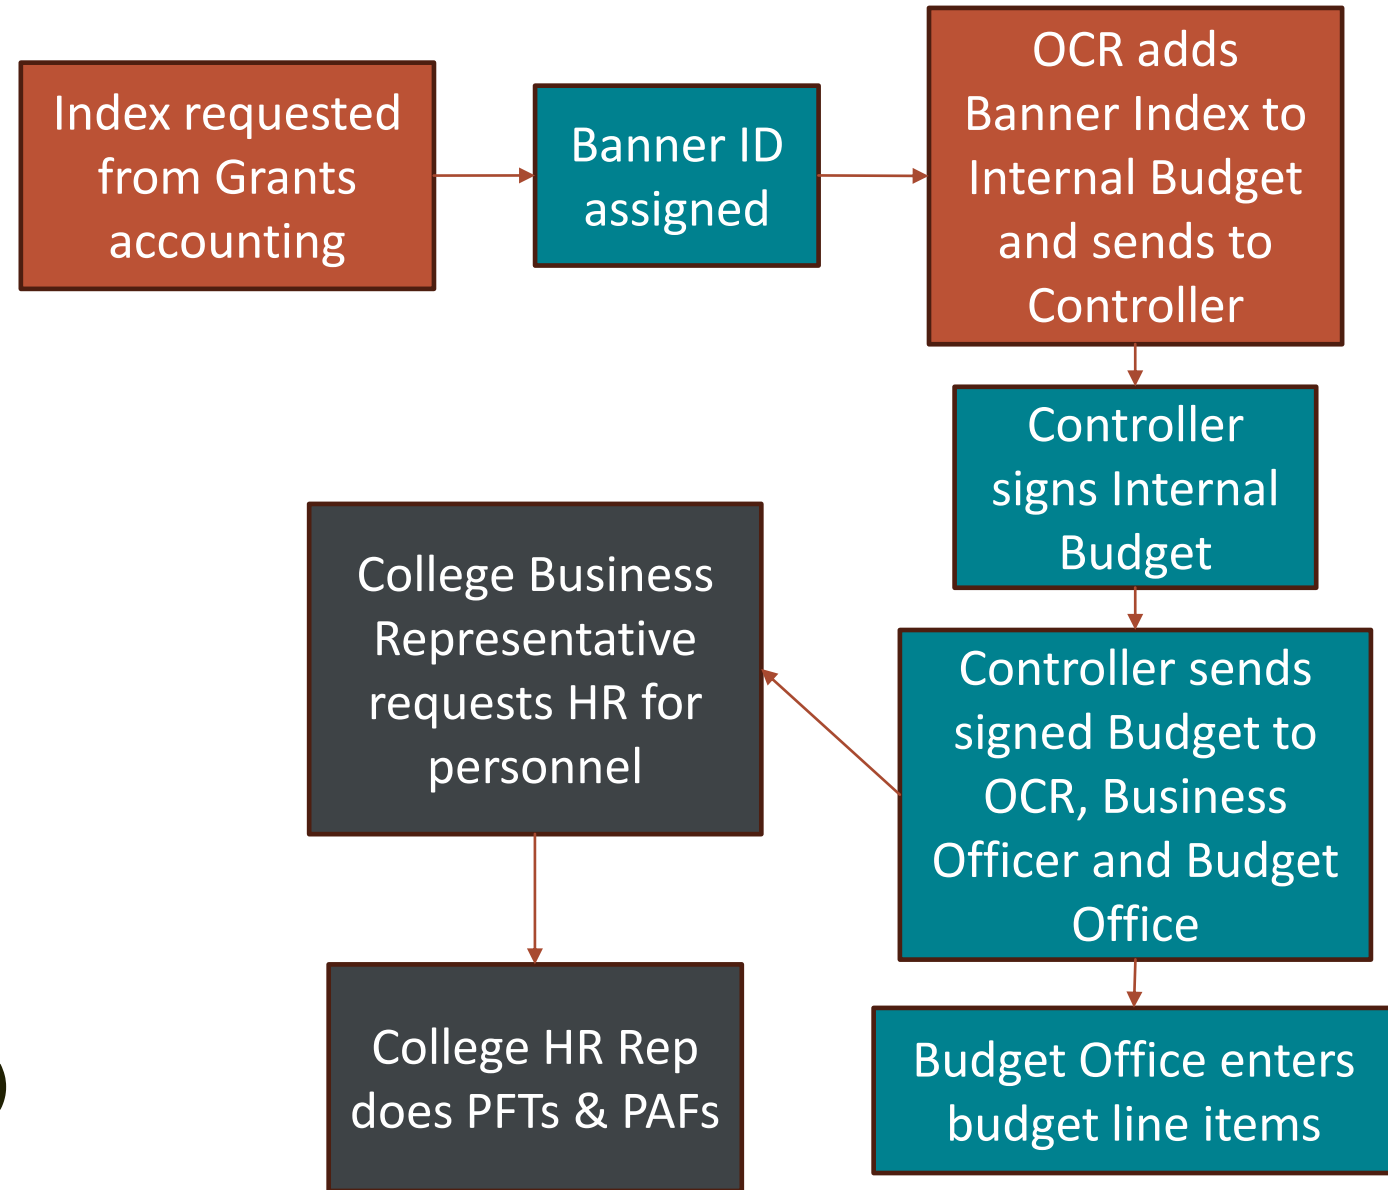 Index requested
from Grants
accounting
Banner ID
assigned
OCR adds
Banner Index to
Internal Budget
and sends to
Controller
Controller
signs Internal
Budget
Controller sends
signed Budget to
OCR, Business
Officer and Budget
Office
College Business
Representative
requests HR for
personnel
College HR Rep
does PFTs & PAFs
Budget Office enters
budget line items